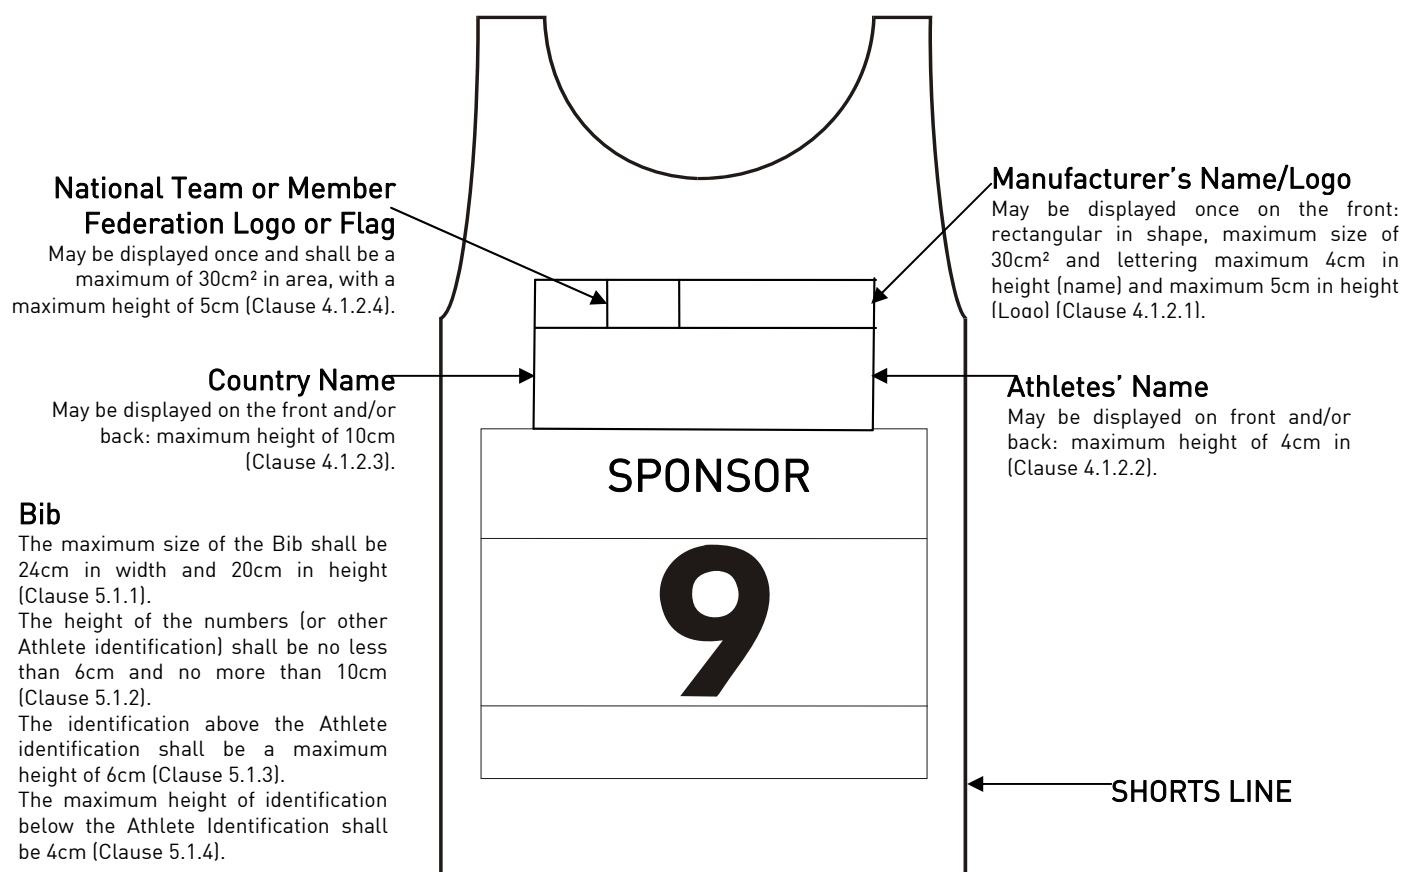 National Team or Member
Federation Logo or Flag
May be displayed once and shall be a
maximum of 30cm² in area, with a
maximum height of 5cm (Clause 4.1.2.4).
Manufacturer's Name/Logo
May be displayed once on the front:
rectangular in shape, maximum size of
30cm² and lettering maximum 4cm in
height (name) and maximum 5cm in height
(Logo) (Clause 4.1.2.1).
Country Name
May be displayed on the front and/or
back: maximum height of 10cm
(Clause 4.1.2.3).
Athletes' Name
May be displayed on front and/or
back: maximum height of 4cm in
(Clause 4.1.2.2).
SPONSOR
9
Bib
The maximum size of the Bib shall be
24cm in width and 20cm in height
(Clause 5.1.1).
The height of the numbers (or other
Athlete identification) shall be no less
than 6cm and no more than 10cm
(Clause 5.1.2).
The identification above the Athlete
identification shall be a maximum
height of 6cm (Clause 5.1.3).
The maximum height of identification
below the Athlete Identification shall
be 4cm (Clause 5.1.4).
SHORTS LINE